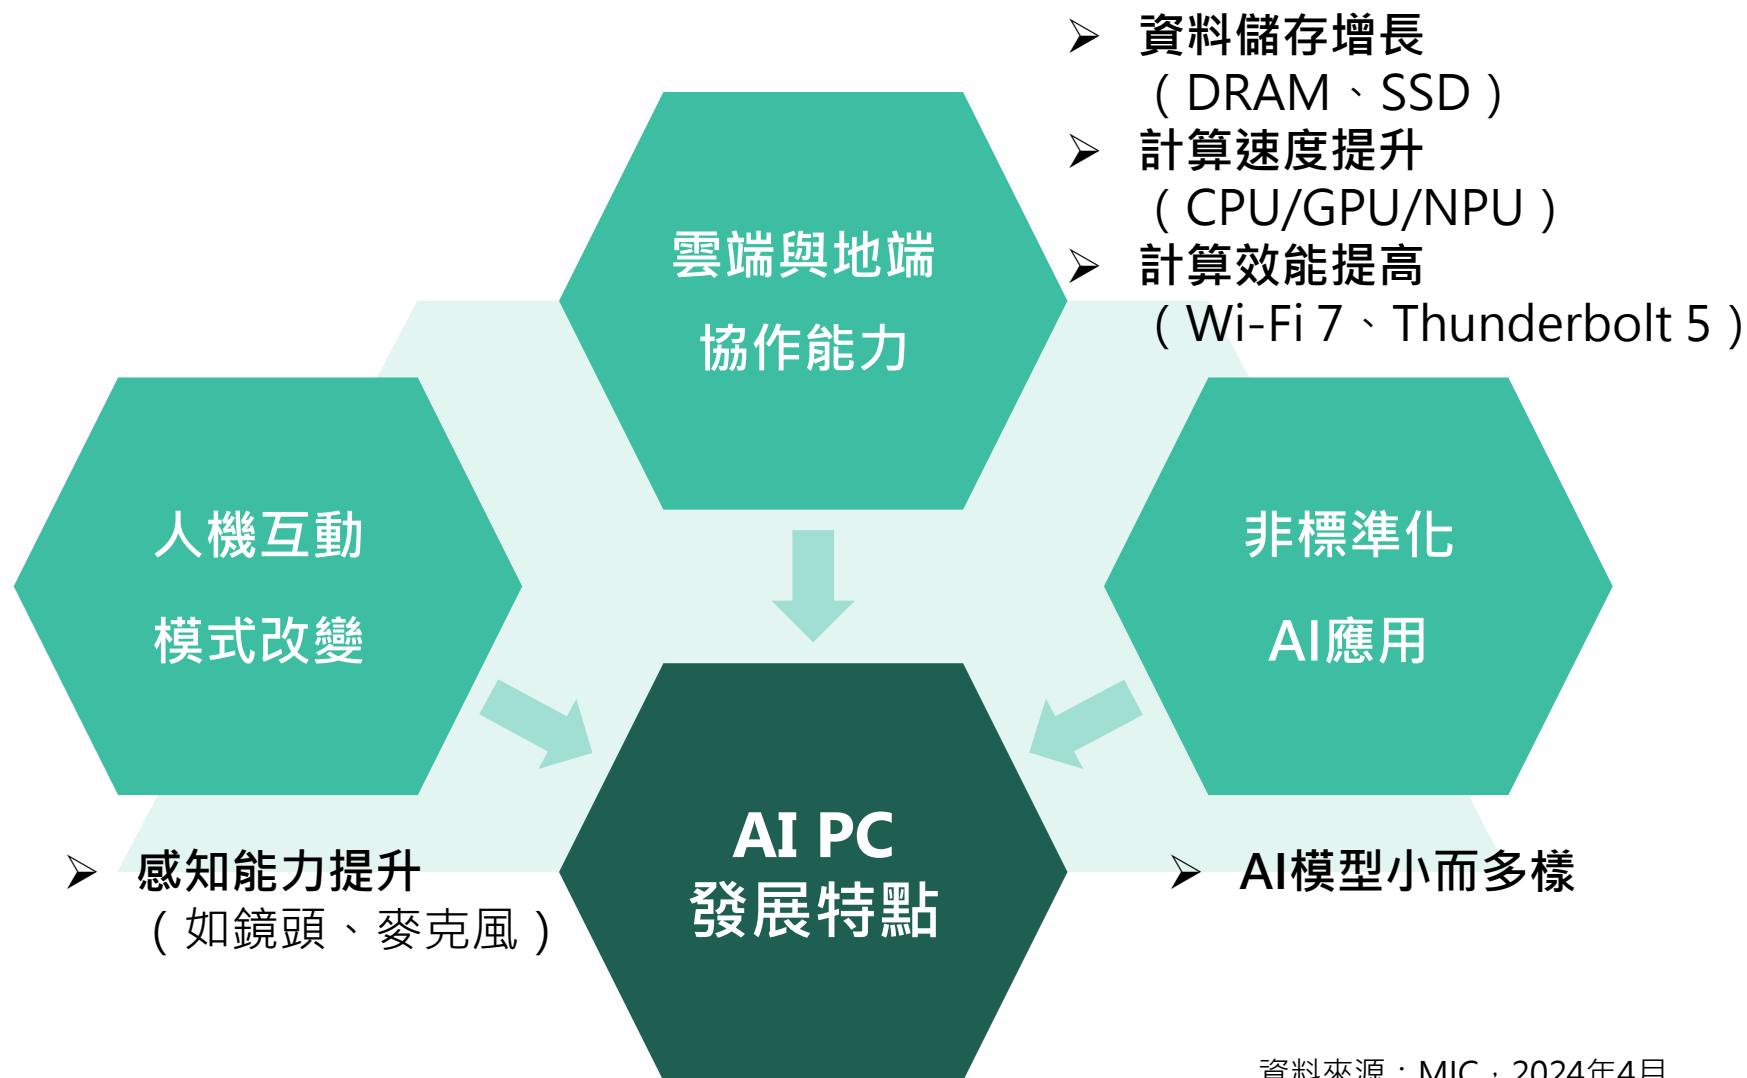 ➢ 資料儲存增長
（DRAM、SSD）
➢ 計算速度提升
（CPU/GPU/NPU）
➢ 計算效能提高
（Wi-Fi 7、Thunderbolt 5）
雲端與地端
協作能力
人機互動
模式改變
非標準化
AI應用
AI PC
發展特點
➢ 感知能力提升
（如鏡頭、麥克風）
➢ AI模型小而多樣
資料來源：MIC，2024年4月